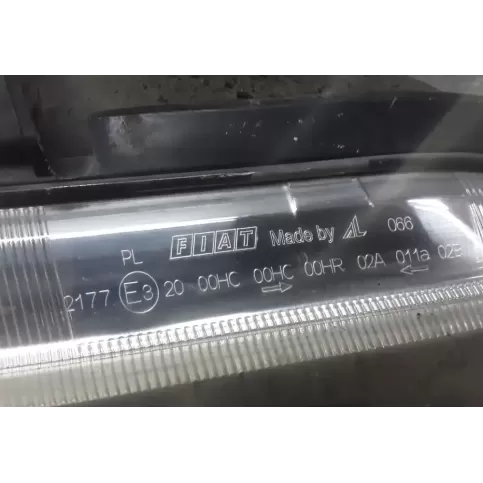 PL FIAT Made by AL 066
2177 E3 20 00HC 00HC 00HR 02A 011a 02B